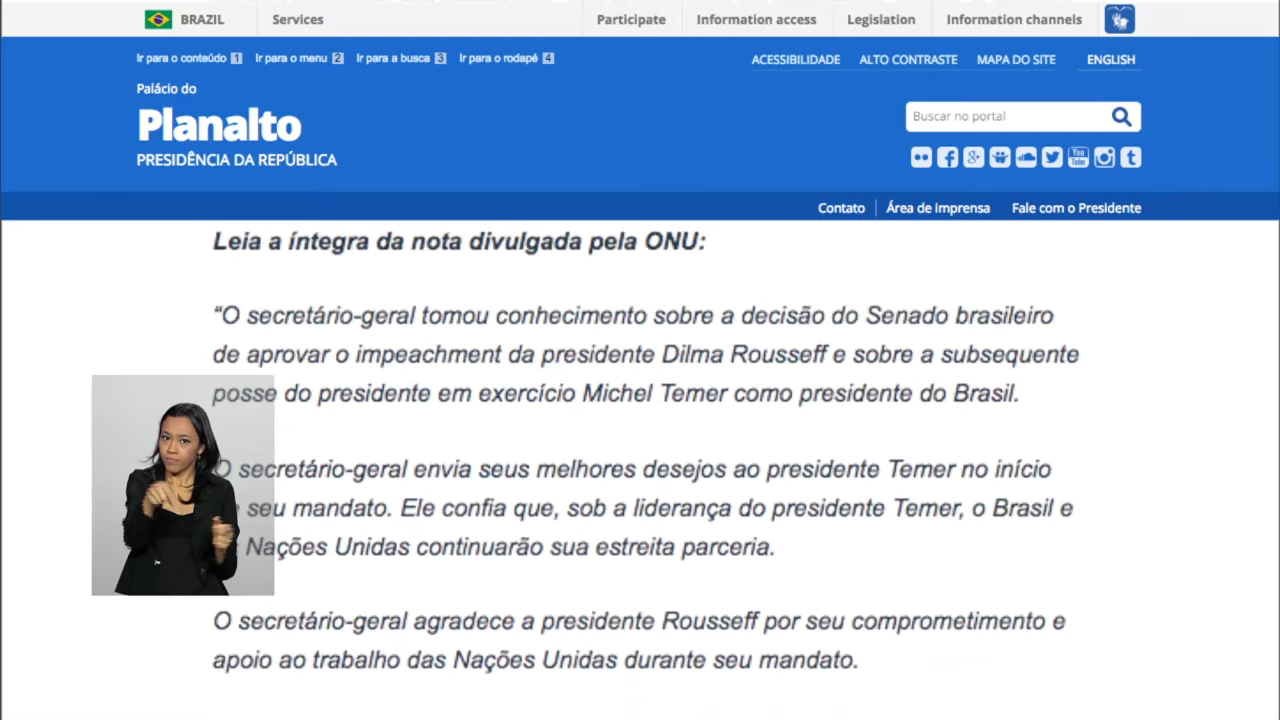 BRAZIL Services Participate Information access Legislation Information channels
Ir para o conteúdo 1 Ir para o menu 2 Ir para a busca 3 Ir para o rodapé 4
ACESSIBILIDADE ALTO CONTRASTE MAPA DO SITE ENGLISH
Palácio do
Planalto
PRESIDÊNCIA DA REPÚBLICA
Buscar no portal
You Tube
Contato Área de imprensa Fale com o Presidente
Leia a íntegra da nota divulgada pela ONU:
“O secretário-geral tomou conhecimento sobre a decisão do Senado brasileiro
de aprovar o impeachment da presidente Dilma Rousseff e sobre a subsequente
posse do presidente em exercício Michel Temer como presidente do Brasil.
O secretário-geral envia seus melhores desejos ao presidente Temer no início
seu mandato. Ele confia que, sob a liderança do presidente Temer, o Brasil e
Nações Unidas continuarão sua estreita parceria.
O secretário-geral agradece a presidente Rousseff por seu comprometimento e
apoio ao trabalho das Nações Unidas durante seu mandato.